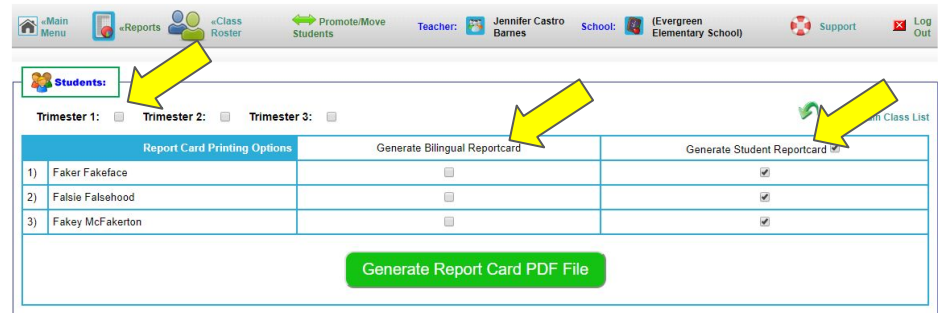 «Main Menu «Reports «Class Roster Promote/Move Students Teacher: Jennifer Castro Barnes School: (Evergreen Elementary School) Support Log Out
Students:
Trimester 1: Trimester 2: Trimester 3: Class List
Report Card Printing Options Generate Bilingual Reportcard Generate Student Reportcard
1) Faker Fakeface
2) Falsie Falsehood
3) Fakey McFakerton
Generate Report Card PDF File